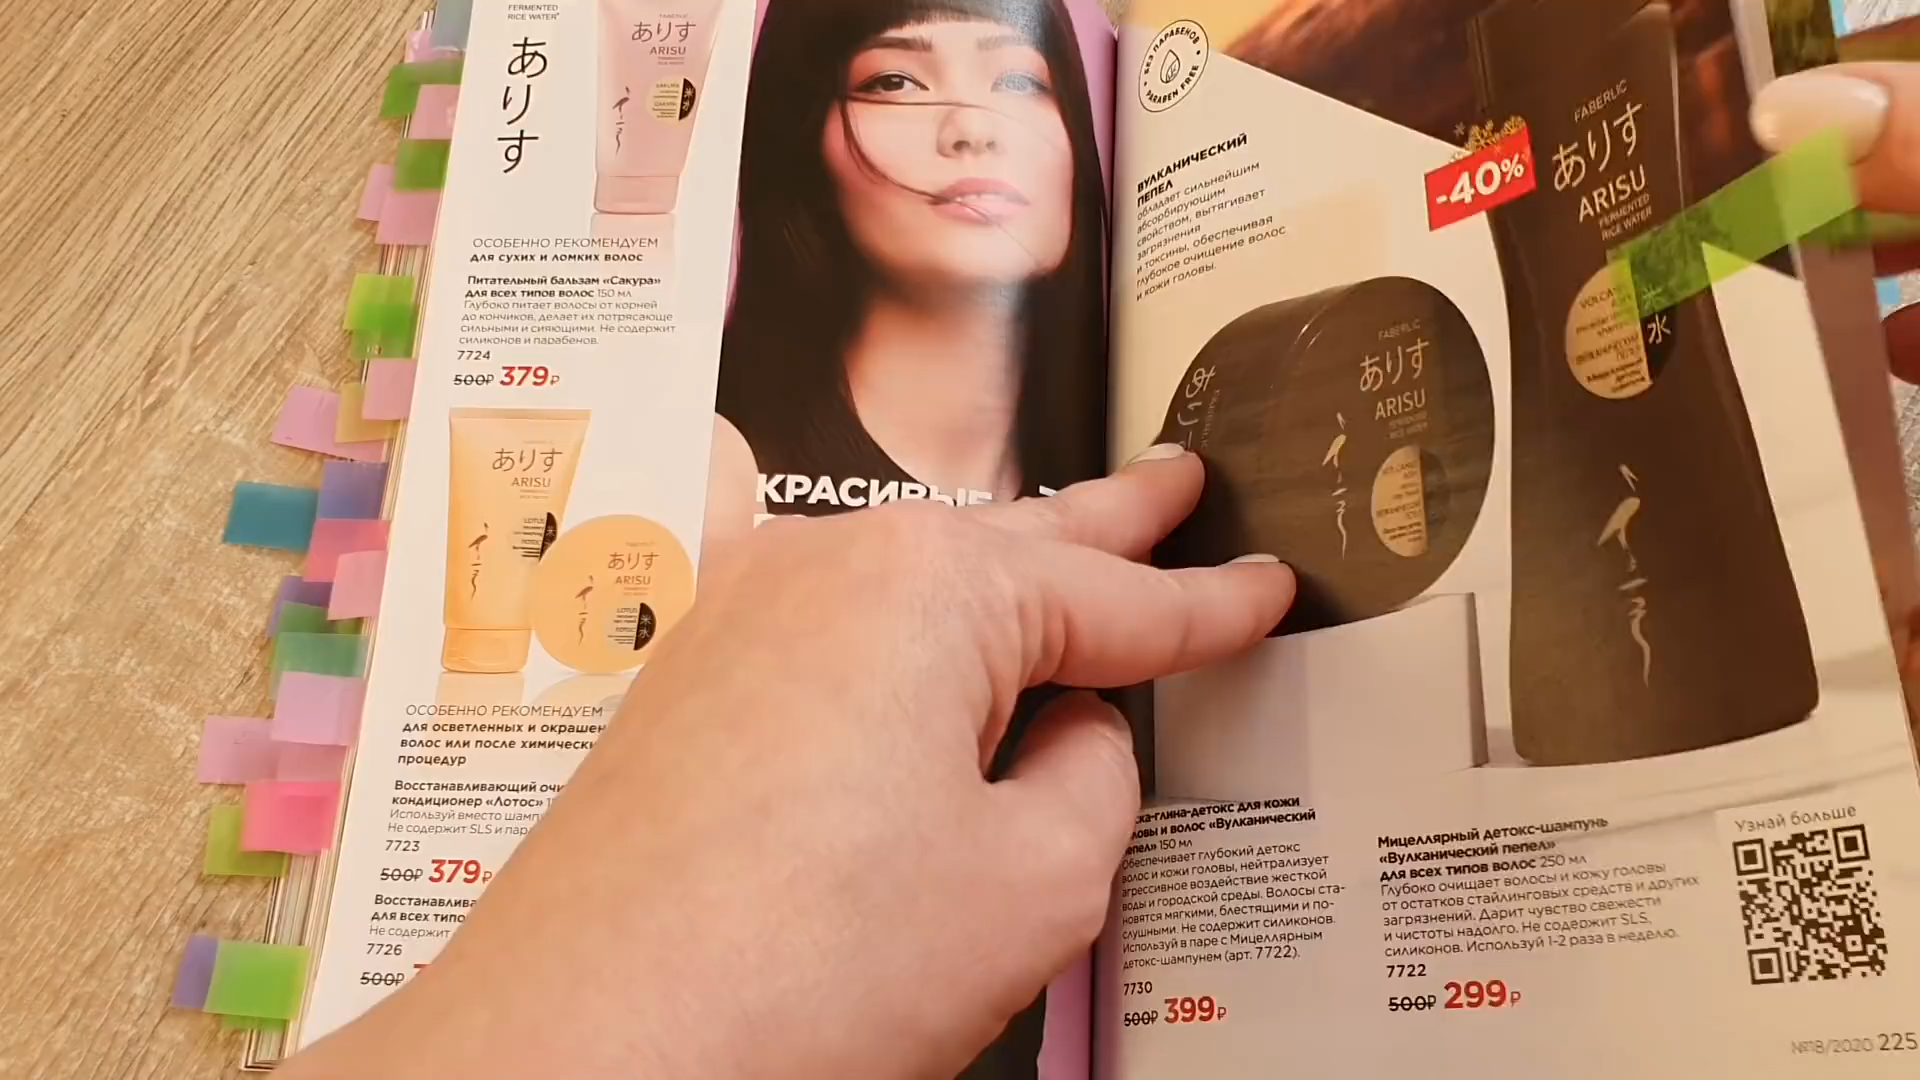 FERMENTED
RICE WATER*
ありす
ありす
ARISU
ОСОБЕННО РЕКОМЕНДУЕМ
для сухих и ломких волос
Питательный бальзам «Сакура»
для всех типов волос 150 мл
Глубоко питает волосы от корней
до кончиков, делает их потрясающе
сильными и сияющими. Не содержит
силиконов и парабенов.
7724
500₽ 379₽
ありす
ARISU
LOTUS
ありす
ARISU
LOTUS
米水
ОСОБЕННО РЕКОМЕНДУЕМ
для осветленных и окрашен
волос или после химически
процедур
Восстанавливающий очи
кондиционер «Лотос»
Используй вместо шамп
Не содержит SLS и пар
7723
500₽ 379₽
Восстанавлива
для всех типо
Не содержит
7726
500₽
КРАСИВЫЕ
БЕЗ ПАРАБЕНОВ
PARABEN FREE
ВУЛКАНИЧЕСКИЙ
ПЕПЕЛ
обладает сильнейшим
абсорбирующим
свойством, вытягивает
загрязнения
и токсины, обеспечивая
глубокое очищение волос
и кожи головы.
-40%
FABERLIC
ありす
ARISU
FERMENTED
RICE WATER
水
FABERLIC
ありす
ARISU
ска-глина-детокс для кожи
ловы и волос «Вулканический
пепел» 150 мл
Обеспечивает глубокий детокс
волос и кожи головы, нейтрализует
агрессивное воздействие жесткой
воды и городской среды. Волосы ста-
новятся мягкими, блестящими и по-
слушными. Не содержит силиконов.
Используй в паре с Мицеллярным
детокс-шампунем (арт. 7722).
7730
500₽ 399₽
Мицеллярный детокс-шампунь
«Вулканический пепел»
для всех типов волос 250 мл
Глубоко очищает волосы и кожу головы
от остатков стайлинговых средств и других
загрязнений. Дарит чувство свежести
и чистоты надолго. Не содержит SLS,
силиконов. Используй 1-2 раза в неделю.
7722
500₽ 299₽
Узнай больше
№18/2020 225